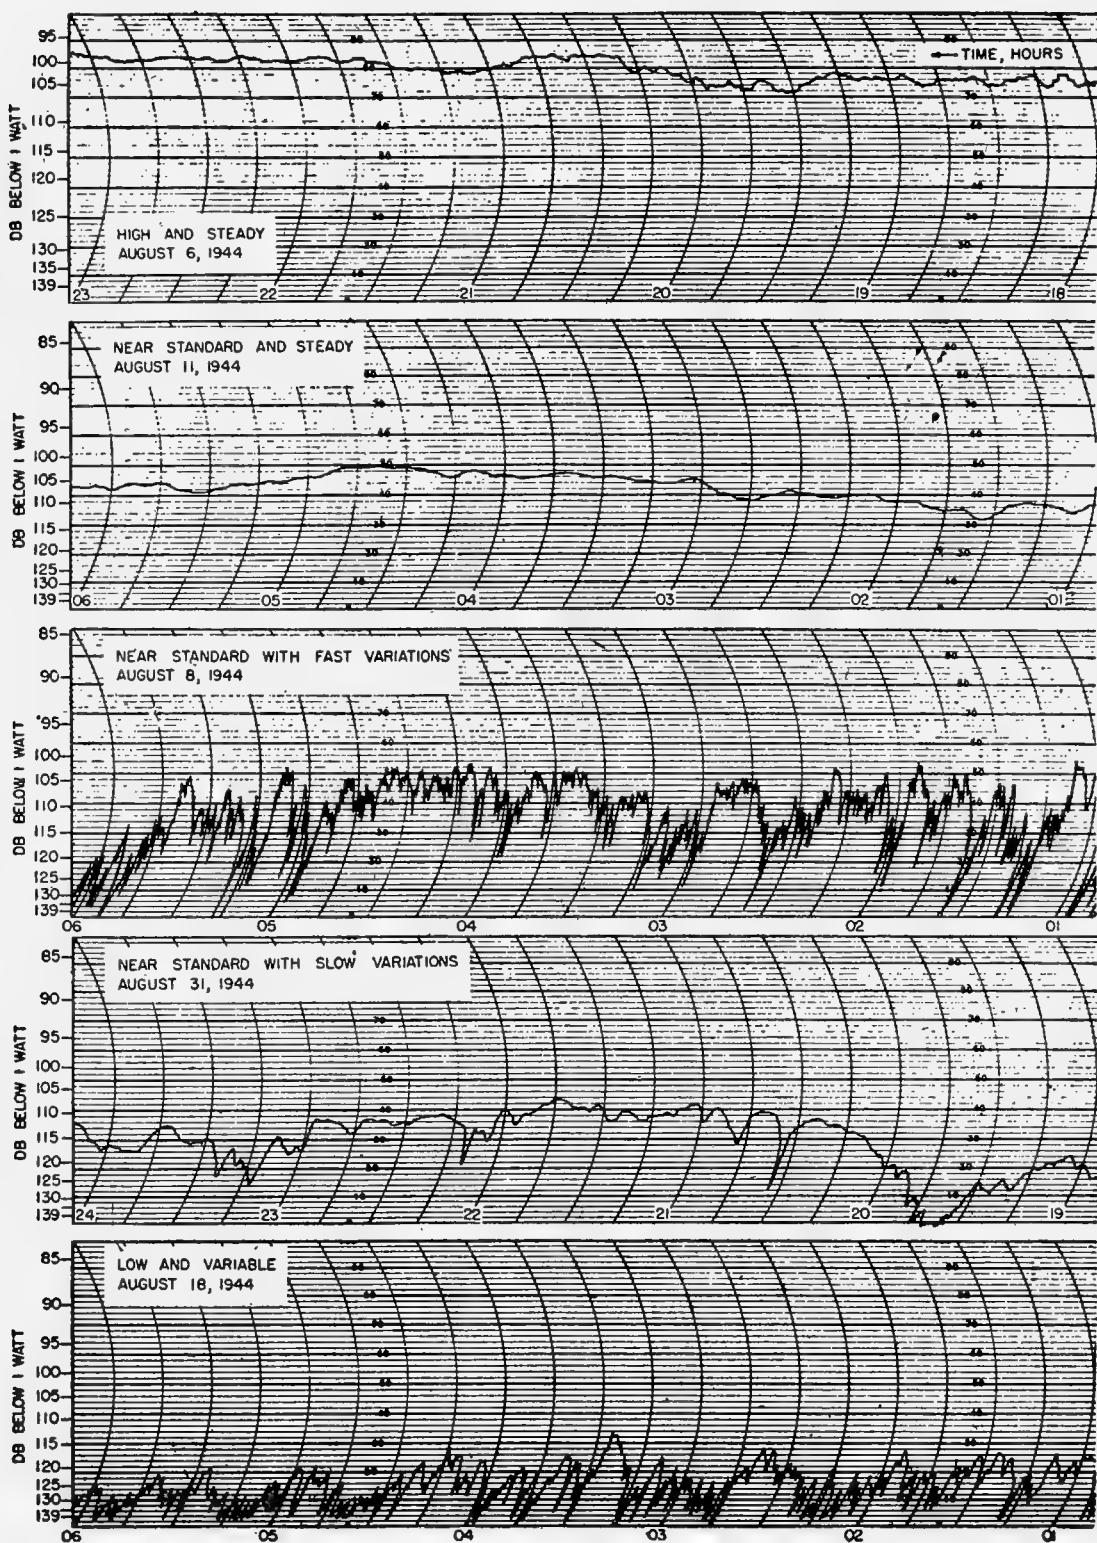 DB BELOW 1 WATT
95
100
105
110
115
120
125
130
135
139
TIME, HOURS
HIGH AND STEADY
AUGUST 6, 1944
23 22 21 20 19 18
DB BELOW 1 WATT
85
90
95
100
105
110
115
120
125
130
139
NEAR STANDARD AND STEADY
AUGUST 11, 1944
06 05 04 03 02 01
DB BELOW 1 WATT
85
90
95
100
105
110
115
120
125
130
139
NEAR STANDARD WITH FAST VARIATIONS
AUGUST 8, 1944
06 05 04 03 02 01
DB BELOW 1 WATT
85
90
95
100
105
110
115
120
125
130
139
NEAR STANDARD WITH SLOW VARIATIONS
AUGUST 31, 1944
24 23 22 21 20 19
DB BELOW 1 WATT
85
90
95
100
105
110
115
120
125
130
139
LOW AND VARIABLE
AUGUST 18, 1944
06 05 04 03 02 01